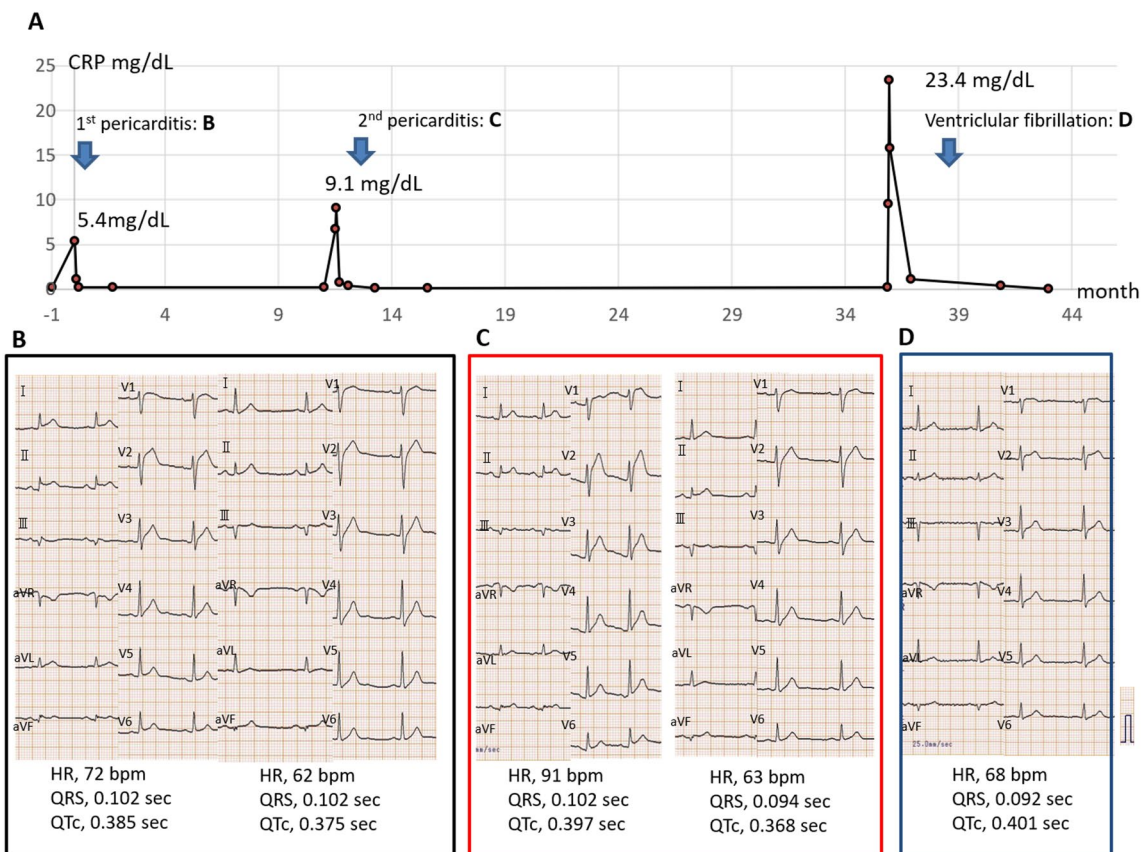 A
CRP mg/dL
25
20
15
10
5
0
1st pericarditis: B
5.4mg/dL
2nd pericarditis: C
9.1 mg/dL
23.4 mg/dL
Ventriclular fibrillation: D
-1 4 9 14 19 24 29 34 39 44
month
B
I V1 I V1
II V2 II V2
III V3 III V3
aVR V4 aVR V4
aVL V5 aVL V5
aVF V6 aVF V6
HR, 72 bpm
QRS, 0.102 sec
QTc, 0.385 sec
HR, 62 bpm
QRS, 0.102 sec
QTc, 0.375 sec
C
I V1 I V1
II V2 II V2
III V3 III V3
aVR V4 aVR V4
aVL V5 aVL V5
aVF V6 aVF V6
mm/sec
HR, 91 bpm
QRS, 0.102 sec
QTc, 0.397 sec
HR, 63 bpm
QRS, 0.094 sec
QTc, 0.368 sec
D
I V1
II V2
III V3
aVR V4
aVL V5
aVF V6
25.0mm/sec
HR, 68 bpm
QRS, 0.092 sec
QTc, 0.401 sec